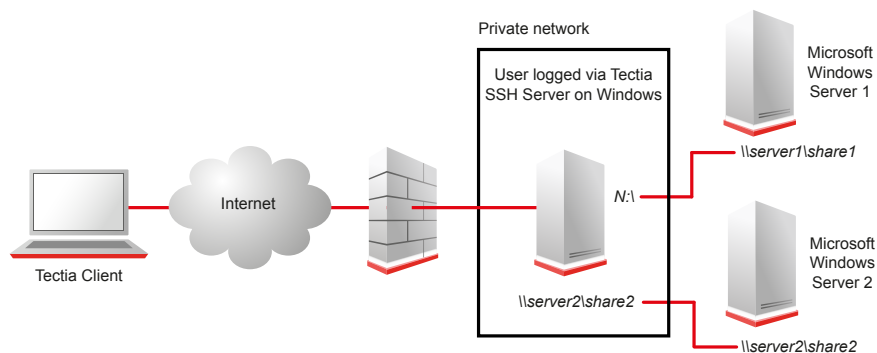 Private network
User logged via Tectia
SSH Server on Windows
Microsoft
Windows
Server 1
\\server1\share1
N:\
Internet
Tectia Client
Microsoft
Windows
Server 2
\\server2\share2
\\server2\share2